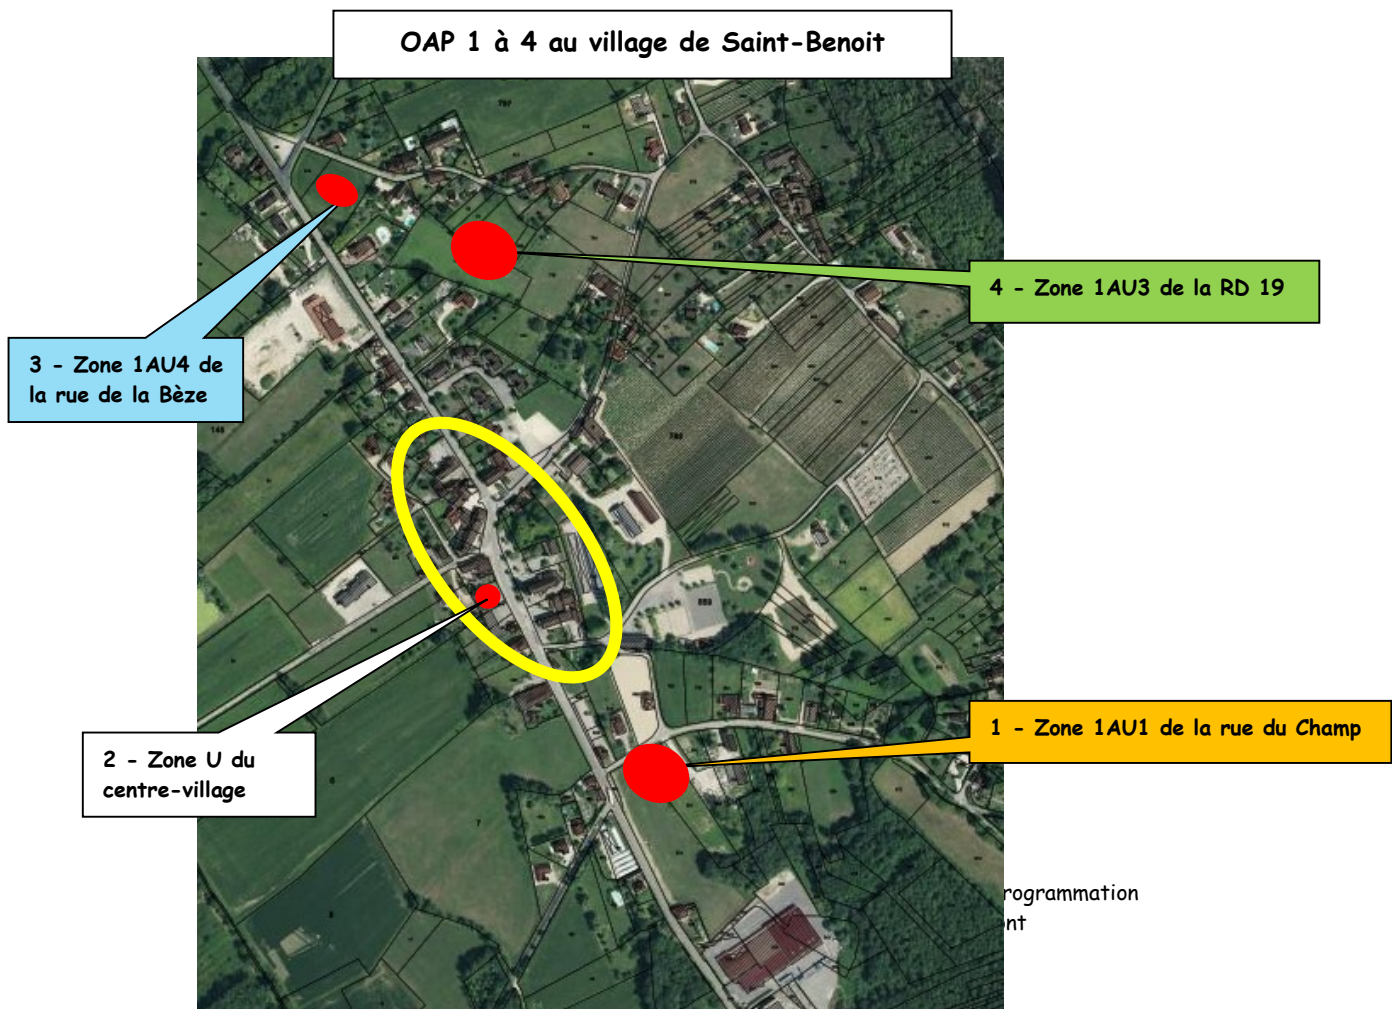 OAP 1 à 4 au village de Saint-Benoit
4 - Zone 1AU3 de la RD 19
3 - Zone 1AU4 de
la rue de la Bèze
2 - Zone U du
centre-village
1 - Zone 1AU1 de la rue du Champ
rogrammation
nt